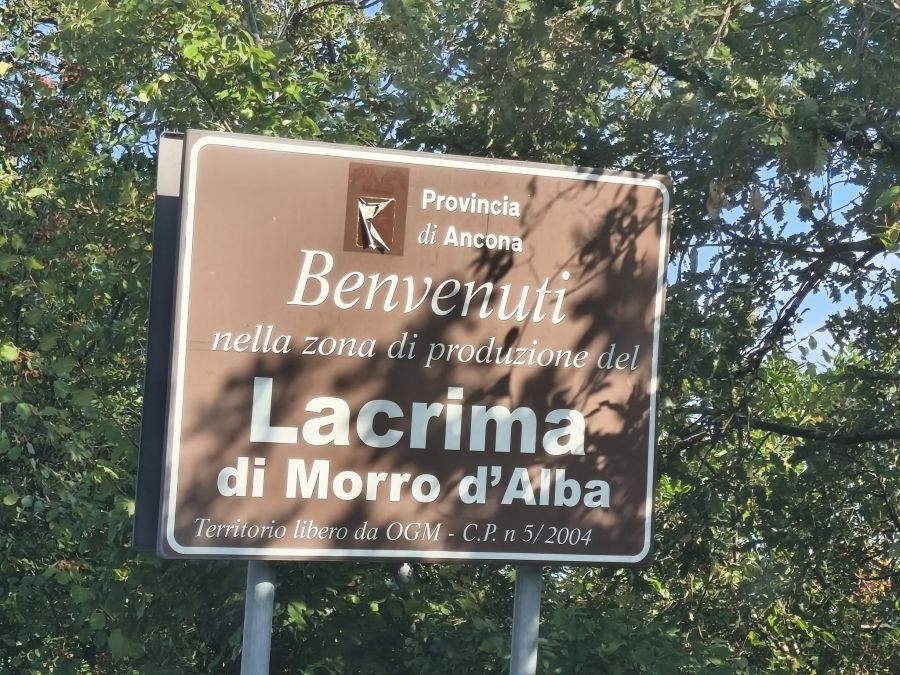 Provincia
di Ancona
Benvenuti
nella zona di produzione del
Lacrima
di Morro d'Alba
Territorio libero da OGM - C.P. n 5/2004